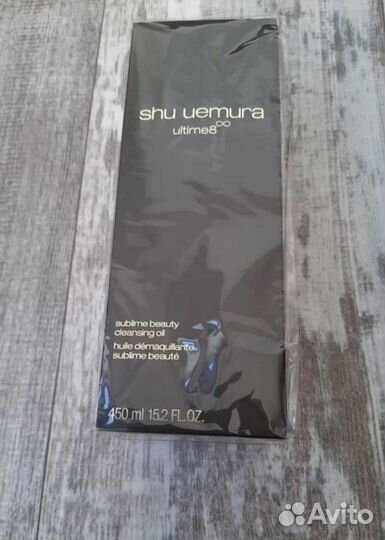 shu uemura
ultime8∞
sublime beauty
cleansing oil
huile démaquillante
sublime beauté
450 ml 15.2 FL.OZ.
Avito